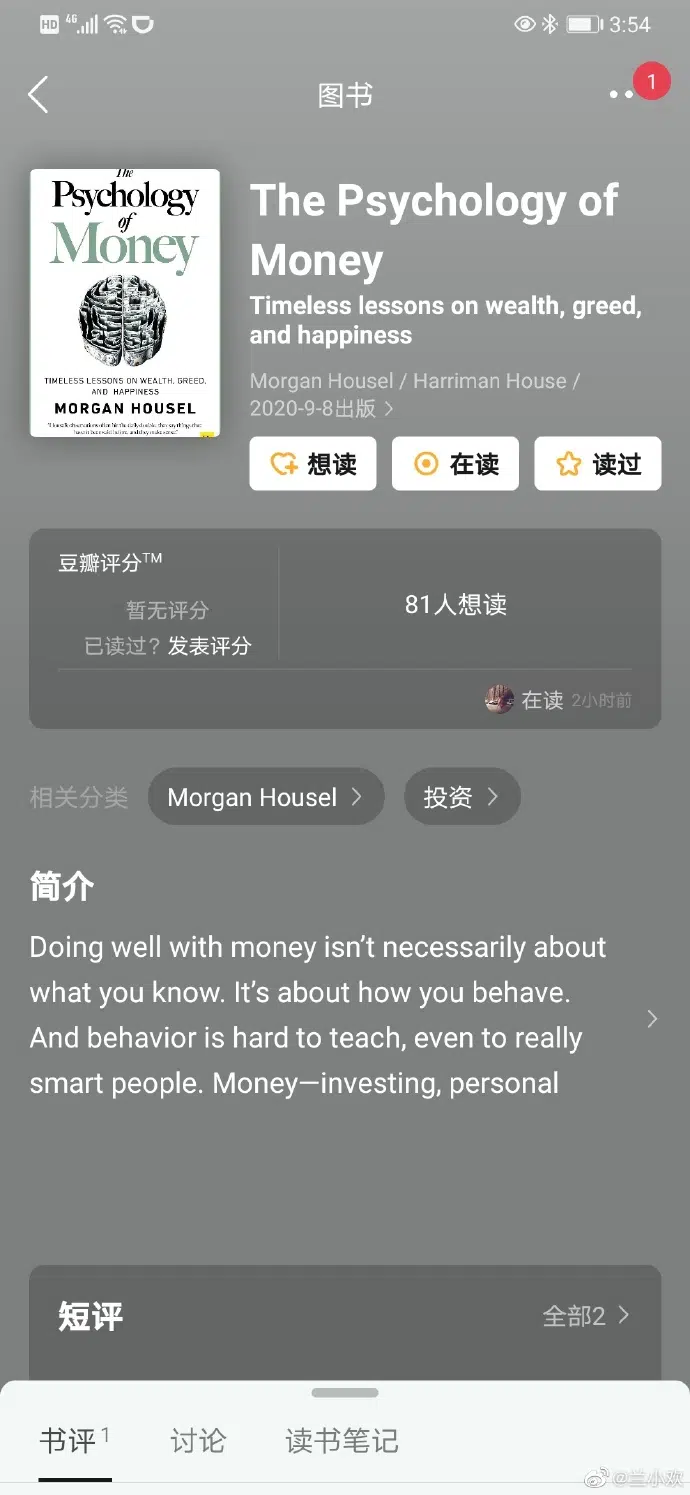 HD 4G 3:54
图书
1
The
Psychology
of
Money
TIMELESS LESSONS ON WEALTH, GREED,
AND HAPPINESS
MORGAN HOUSEL
The Psychology of
Money
Timeless lessons on wealth, greed,
and happiness
Morgan Housel / Harriman House /
2020-9-8出版 >
想读
在读
读过
豆瓣评分™
暂无评分
已读过? 发表评分
81人想读
在读 2小时前
相关分类
Morgan Housel >
投资 >
简介
Doing well with money isn’t necessarily about
what you know. It’s about how you behave.
And behavior is hard to teach, even to really
smart people. Money—investing, personal
短评
全部2 >
书评 1
讨论
读书笔记
@兰小欢